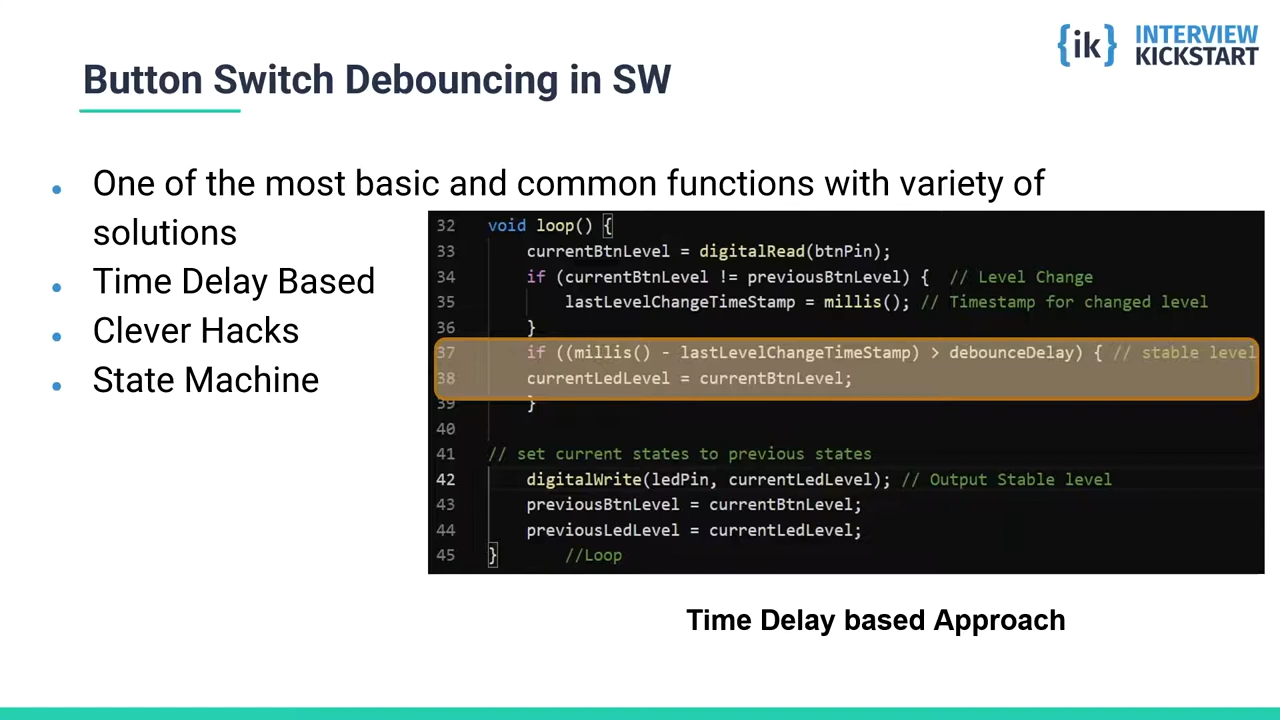 {ik} INTERVIEW
KICKSTART
Button Switch Debouncing in SW
• One of the most basic and common functions with variety of
solutions
• Time Delay Based
• Clever Hacks
• State Machine
32 void loop() {
33 currentBtnLevel = digitalRead(btnPin);
34 if (currentBtnLevel != previousBtnLevel) { // Level Change
35 lastLevelChangeTimeStamp = millis(); // Timestamp for changed level
36 }
37 if ((millis() - lastLevelChangeTimeStamp) > debounceDelay) { // stable level
38 currentLedLevel = currentBtnLevel;
39 }
40
41 // set current states to previous states
42 digitalWrite(ledPin, currentLedLevel); // Output Stable level
43 previousBtnLevel = currentBtnLevel;
44 previousLedLevel = currentLedLevel;
45 } //Loop
Time Delay based Approach